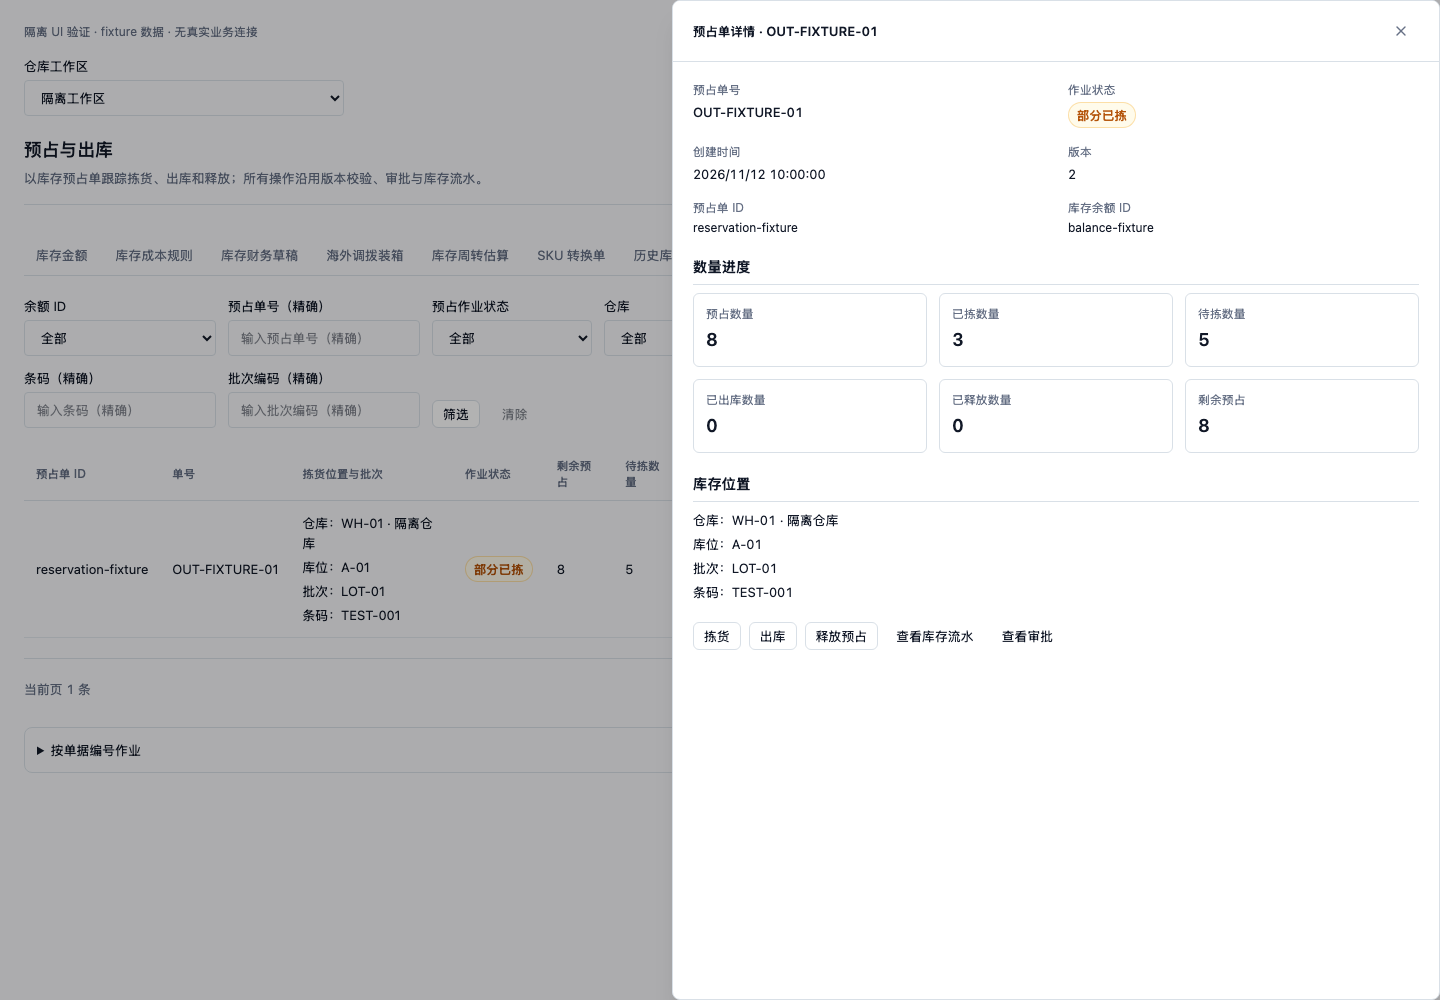 隔离 UI 验证 · fixture 数据 · 无真实业务连接
仓库工作区
隔离工作区
预占与出库
以库存预占单跟踪拣货、出库和释放；所有操作沿用版本校验、审批与库存流水。
库存金额 库存成本规则 库存财务草稿 海外调拨装箱 库存周转估算 SKU 转换单 历史库
余额 ID 预占单号（精确） 预占作业状态 仓库
全部 输入预占单号（精确） 全部 全部
条码（精确） 批次编码（精确）
输入条码（精确） 输入批次编码（精确） 筛选 清除
预占单 ID 单号 拣货位置与批次 作业状态 剩余预占 待拣数量
reservation-fixture OUT-FIXTURE-01
仓库：WH-01 · 隔离仓
库
库位：A-01
批次：LOT-01
条码：TEST-001
部分已拣 8 5
当前页 1 条
按单据编号作业
预占单详情 · OUT-FIXTURE-01
预占单号 作业状态
OUT-FIXTURE-01 部分已拣
创建时间 版本
2026/11/12 10:00:00 2
预占单 ID 库存余额 ID
reservation-fixture balance-fixture
数量进度
预占数量 已拣数量 待拣数量
8 3 5
已出库数量 已释放数量 剩余预占
0 0 8
库存位置
仓库：WH-01 · 隔离仓库
库位：A-01
批次：LOT-01
条码：TEST-001
拣货 出库 释放预占 查看库存流水 查看审批